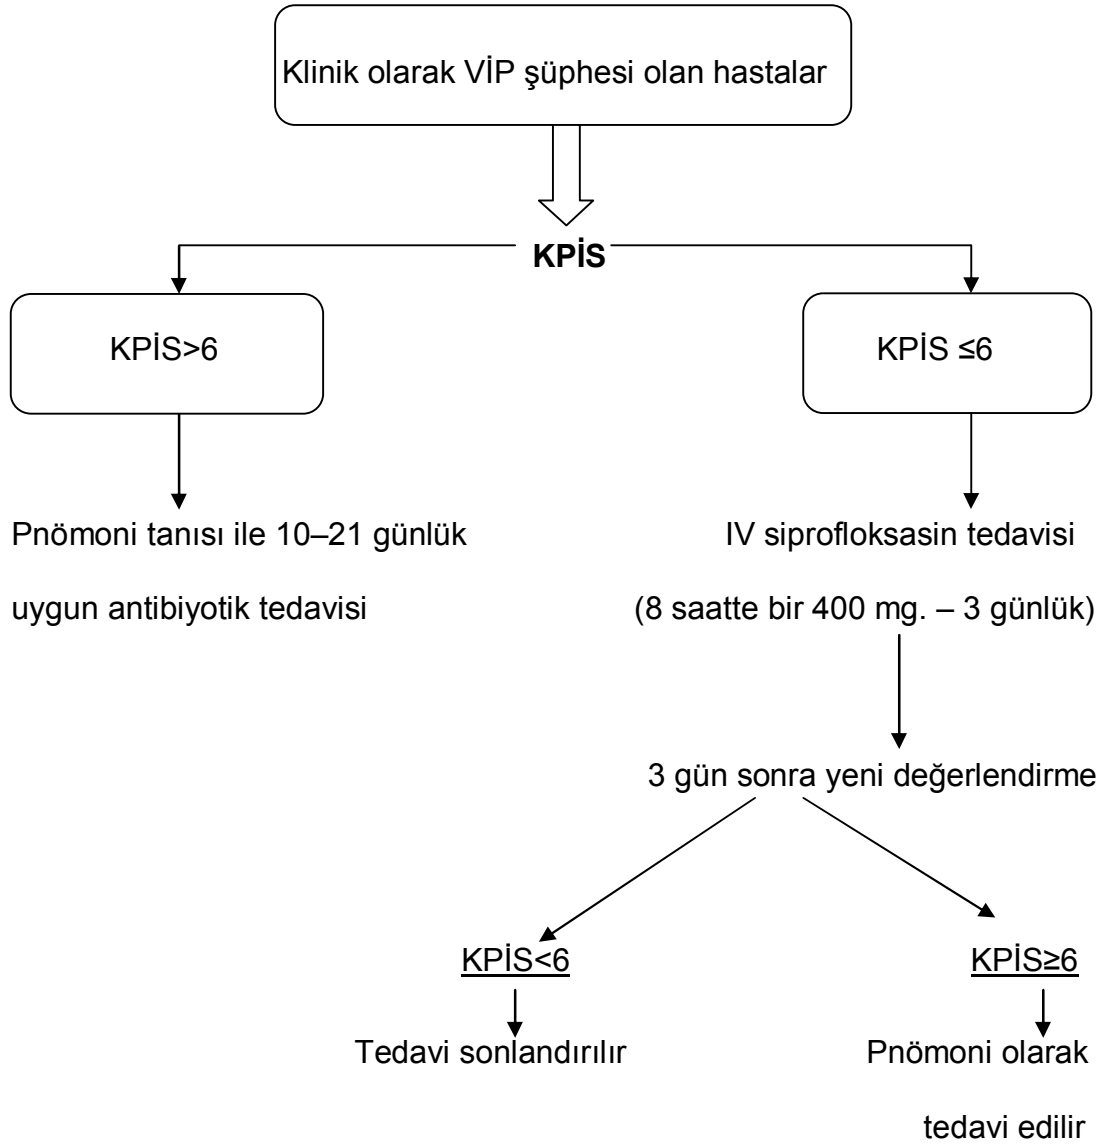 Klinik olarak VİP şüphesi olan hastalar
KPİS
KPİS>6
KPİS ≤6
Pnömoni tanısı ile 10–21 günlük
uygun antibiyotik tedavisi
IV siprofloksasin tedavisi
(8 saatte bir 400 mg. – 3 günlük)
3 gün sonra yeni değerlendirme
KPİS<6
KPİS≥6
Tedavi sonlandırılır
Pnömoni olarak
tedavi edilir